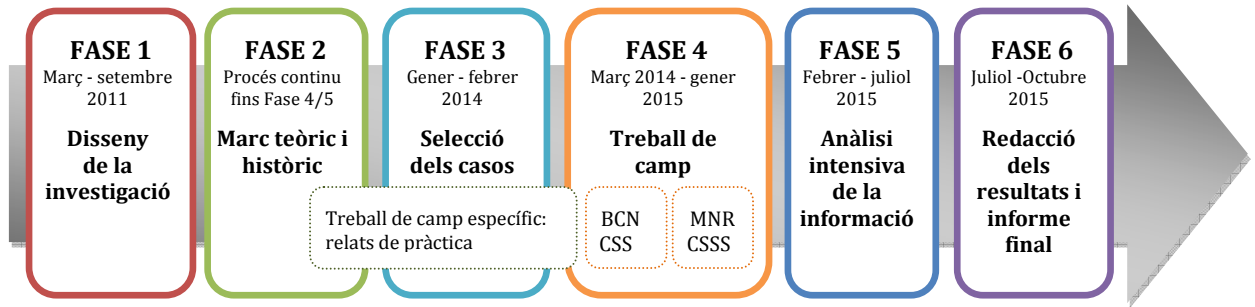 FASE 1
Març - setembre
2011
Disseny
de la
investigació
FASE 2
Procés continu
fins Fase 4/5
Marc teòric i
històric
FASE 3
Gener - febrer
2014
Selecció
dels casos
Treball de camp específic:
relats de pràctica
FASE 4
Març 2014 - gener
2015
Treball de
camp
BCN
CSS
MNR
CSSS
FASE 5
Febrer - juliol
2015
Anàlisi
intensiva
de la
informació
FASE 6
Juliol -Octubre
2015
Redacció
dels
resultats i
informe
final